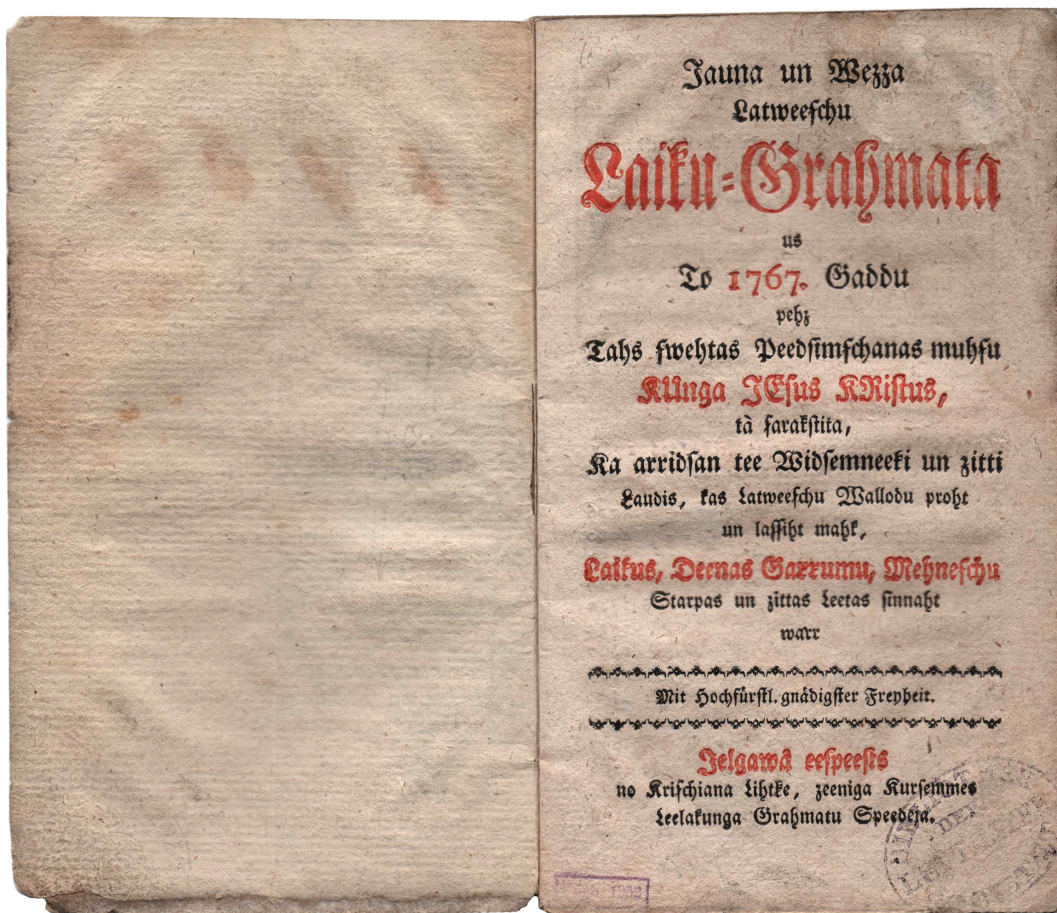 Jauna un Wezza
Latweeſchu
Laiku-Grahmata
us
To 1767. Gaddu
pehz
Tahs ſwehtas Peedſimſchanas muhſu
KUnga JEſus KRiſtus,
tà ſarakſtita,
Ka arridſan tee Widſemneeki un zitti
Laudis, kas Latweeſchu Wallodu proht
un laſſiht mahk,
Laikus, Deenas Garrumu, Mehneſchu
Starpas un zittas Leetas ſinnaht
warr
Mit Hochfürſtl. gnädigſter Freyheit.
Jelgawâ eeſpeeſts
no Kriſchiana Lihtke, zeeniga Kurſemmes
Leelakunga Grahmatu Speedeja.